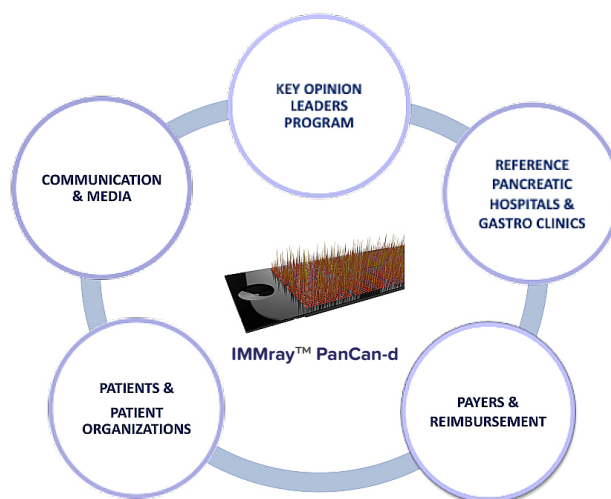 KEY OPINION
LEADERS
PROGRAM
COMMUNICATION
& MEDIA
REFERENCE
PANCREATIC
HOSPITALS &
GASTRO CLINICS
IMMray™ PanCan-d
PATIENTS &
PATIENT
ORGANIZATIONS
PAYERS &
REIMBURSEMENT